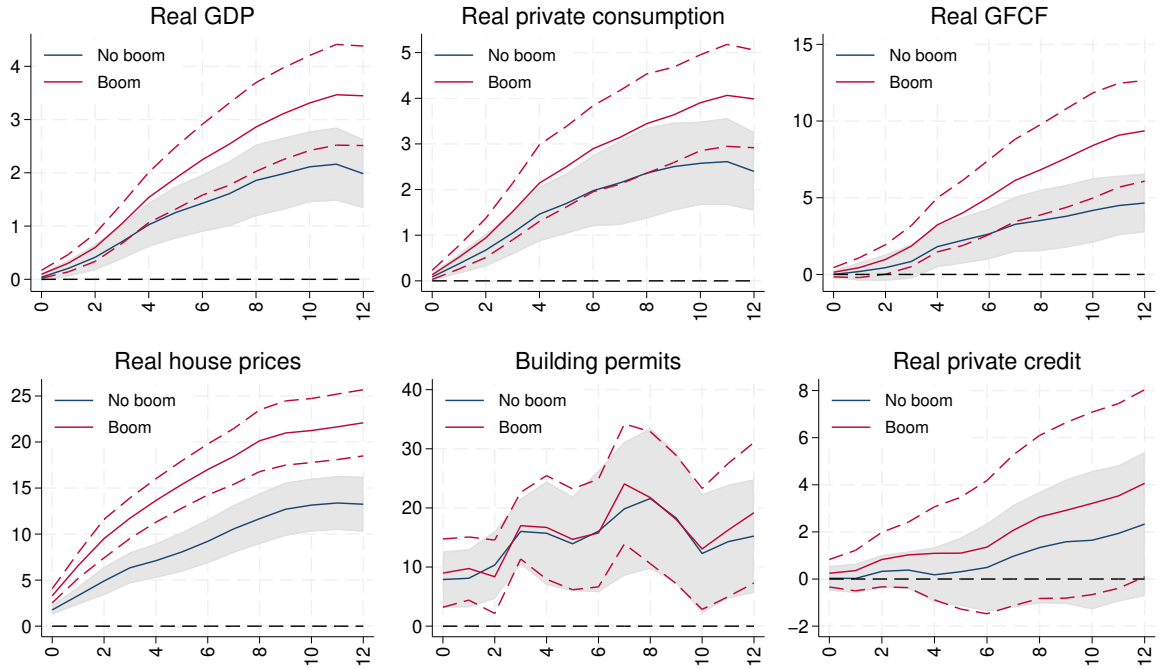 Real GDP
No boom
Boom
4
3
2
1
0
0 2 4 6 8 10 12
Real private consumption
No boom
Boom
5
4
3
2
1
0
0 2 4 6 8 10 12
Real GFCF
No boom
Boom
15
10
5
0
0 2 4 6 8 10 12
Real house prices
No boom
Boom
25
20
15
10
5
0
0 2 4 6 8 10 12
Building permits
No boom
Boom
40
30
20
10
0
0 2 4 6 8 10 12
Real private credit
No boom
Boom
8
6
4
2
0
−2
0 2 4 6 8 10 12